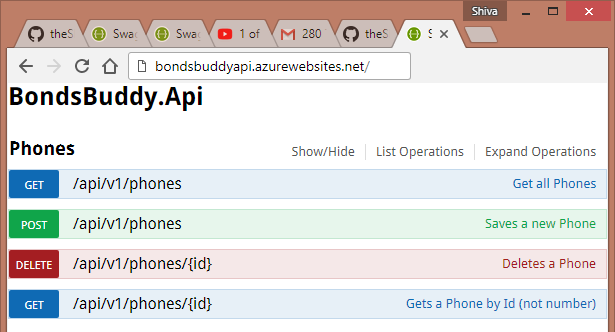 Shiva
theS
Swag
Swag
1 of
280
theS
S
bondsbuddyapi.azurewebsites.net/
BondsBuddy.Api
Phones
Show/Hide
List Operations
Expand Operations
GET /api/v1/phones Get all Phones
POST /api/v1/phones Saves a new Phone
DELETE /api/v1/phones/{id} Deletes a Phone
GET /api/v1/phones/{id} Gets a Phone by Id (not number)